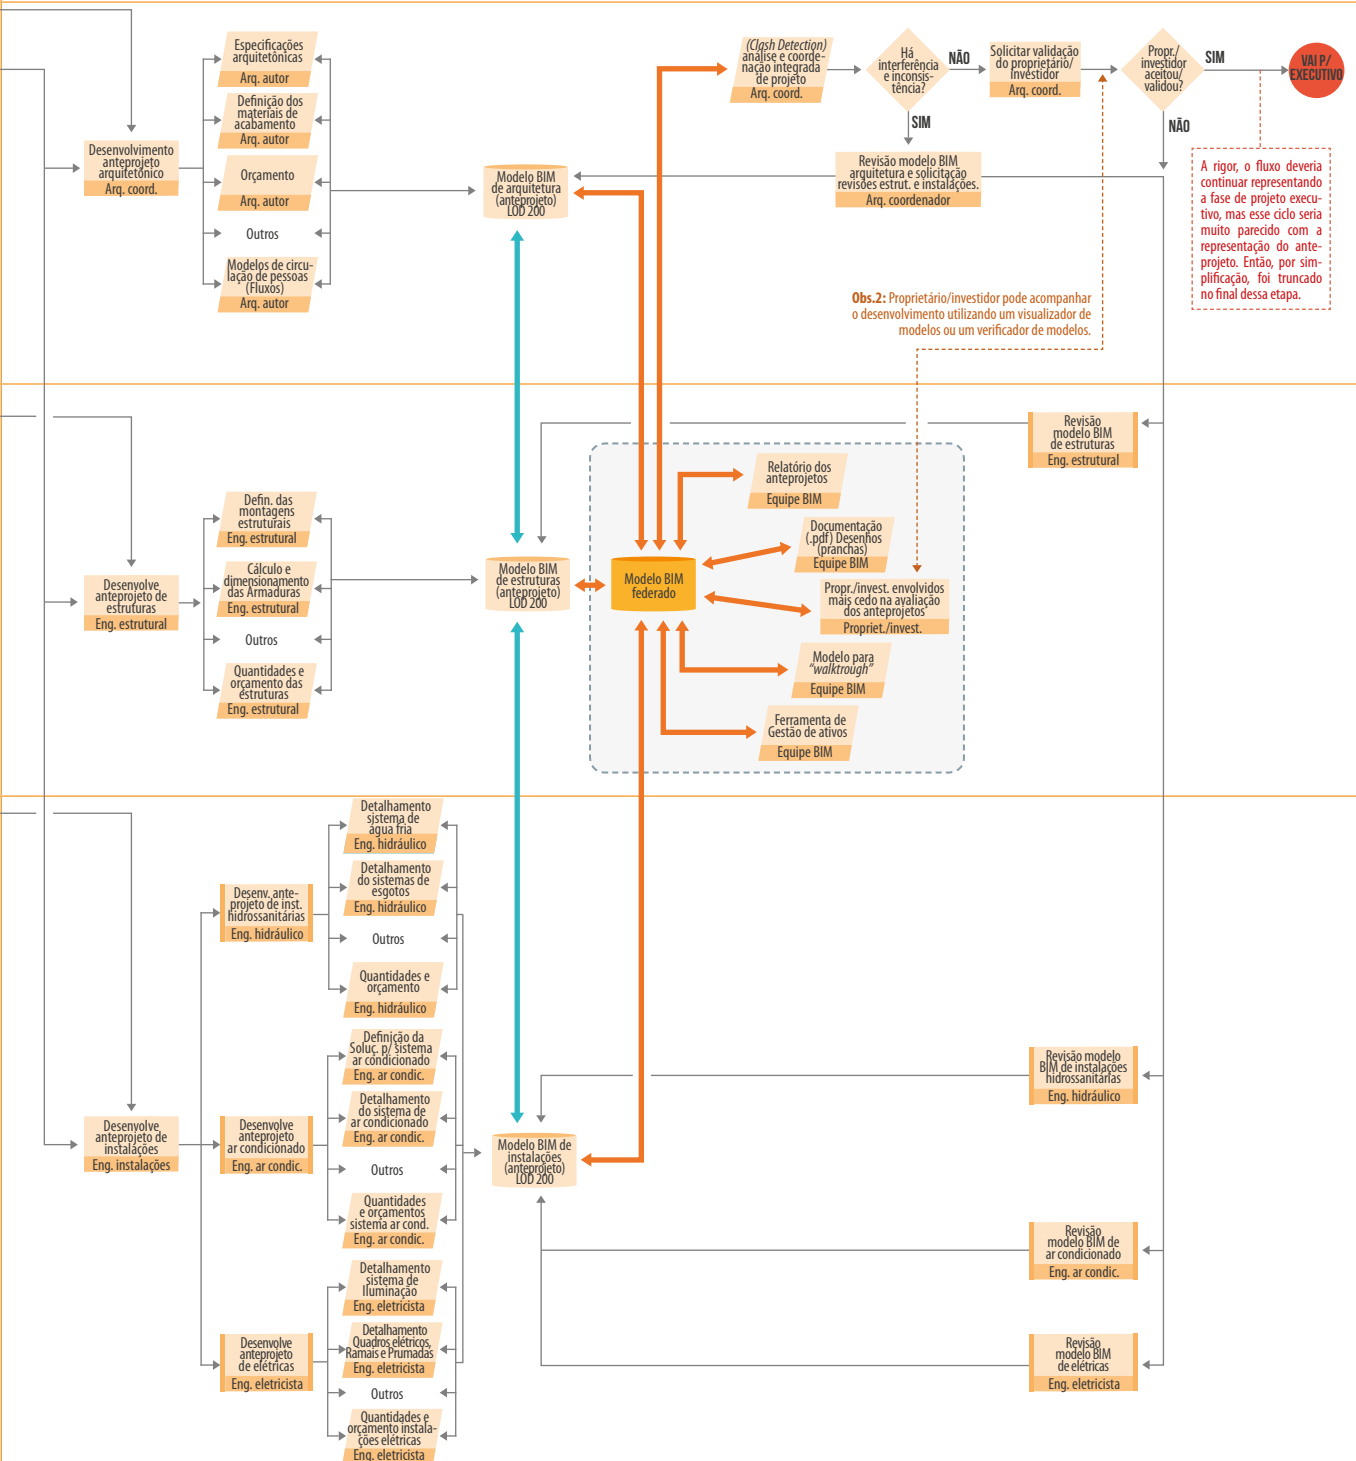 Especificações
arquitetônicas
Arq. autor
Definição dos
materiais de
acabamento
Arq. autor
Desenvolvimento
anteprojeto
arquitetônico
Arq. coord.
Orçamento
Arq. autor
Outros
Modelos de circu-
lação de pessoas
(Fluxos)
Arq. autor
Modelo BIM
de arquitetura
(anteprojeto)
LOD 200
(Clash Detection)
análise e coorde-
nação integrada
de projeto
Arq. coord.
Há
interferência
e inconsis-
tência?
NÃO
SIM
Solicitar validação
do proprietário/
Investidor
Arq. coord.
Propr./
investidor
aceitou/
validou?
SIM
NÃO
VAI P/
EXECUTIVO
Revisão modelo BIM
arquitetura e solicitação
revisões estrut. e instalações.
Arq. coordenador
A rigor, o fluxo deveria
continuar representando
a fase de projeto execu-
tivo, mas esse ciclo seria
muito parecido com a
representação do ante-
projeto. Então, por sim-
plificação, foi truncado
no final dessa etapa.
Obs.2: Proprietário/investidor pode acompanhar
o desenvolvimento utilizando um visualizador de
modelos ou um verificador de modelos.
Revisão
modelo BIM
de estruturas
Eng. estrutural
Defin. das
montagens
estruturais
Eng. estrutural
Desenvolve
anteprojeto de
estruturas
Eng. estrutural
Cálculo e
dimensionamento
das Armaduras
Eng. estrutural
Outros
Quantidades e
orçamento das
estruturas
Eng. estrutural
Modelo BIM
de estruturas
(anteprojeto)
LOD 200
Modelo BIM
federado
Relatório dos
anteprojetos
Equipe BIM
Documentação
(.pdf) Desenhos
(pranchas)
Equipe BIM
Propr./invest. envolvidos
mais cedo na avaliação
dos anteprojetos
Propriet./invest.
Modelo para
"walktrough"
Equipe BIM
Ferramenta de
Gestão de ativos
Equipe BIM
Detalhamento
sistema de
água fria
Eng. hidráulico
Detalhamento
do sistemas de
esgotos
Eng. hidráulico
Desenv. ante-
projeto de inst.
hidrossanitárias
Eng. hidráulico
Outros
Quantidades e
orçamento
Eng. hidráulico
Definição da
Soluç. p/ sistema
ar condicionado
Eng. ar condic.
Detalhamento
do sistema de
ar condicionado
Eng. ar condic.
Desenvolve
anteprojeto de
instalações
Eng. instalações
Desenvolve
anteprojeto
ar condicionado
Eng. ar condic.
Outros
Quantidades
e orçamentos
sistema ar cond.
Eng. ar condic.
Modelo BIM de
instalações
(anteprojeto)
LOD 200
Revisão modelo
BIM de instalações
hidrossanitárias
Eng. hidráulico
Revisão
modelo BIM de
ar condicionado
Eng. ar condic.
Detalhamento
sistema de
Iluminação
Eng. eletricista
Desenvolve
anteprojeto
de elétricas
Eng. eletricista
Detalhamento
Quadros elétricos,
Ramais e Prumadas
Eng. eletricista
Outros
Quantidades e
orçamento instala-
ções elétricas
Eng. eletricista
Revisão
modelo BIM
de elétricas
Eng. eletricista